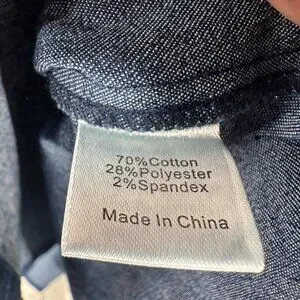 70%Cotton
28%Polyester
2%Spandex
Made In China